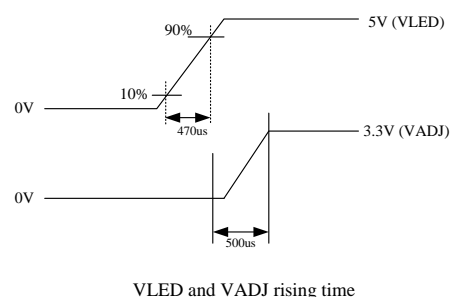 90%
5V (VLED)
10%
0V
470us
3.3V (VADJ)
0V
500us
VLED and VADJ rising time